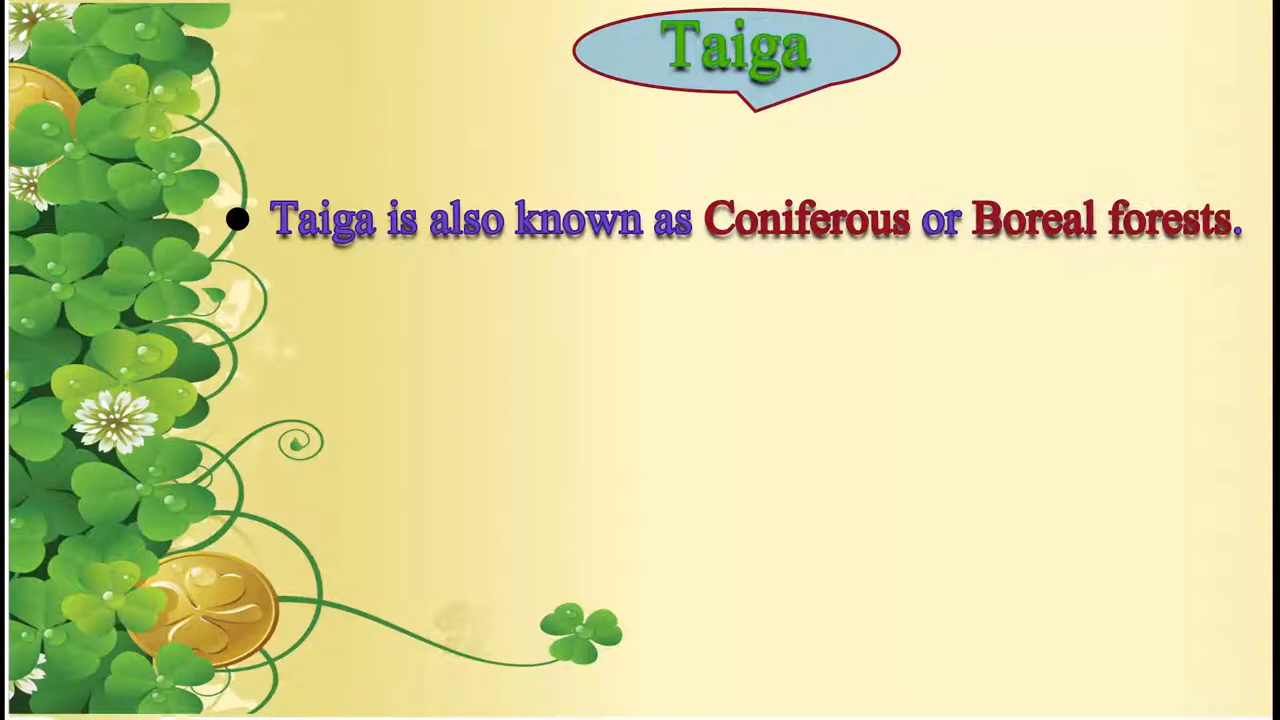 Taiga
• Taiga is also known as Coniferous or Boreal forests.